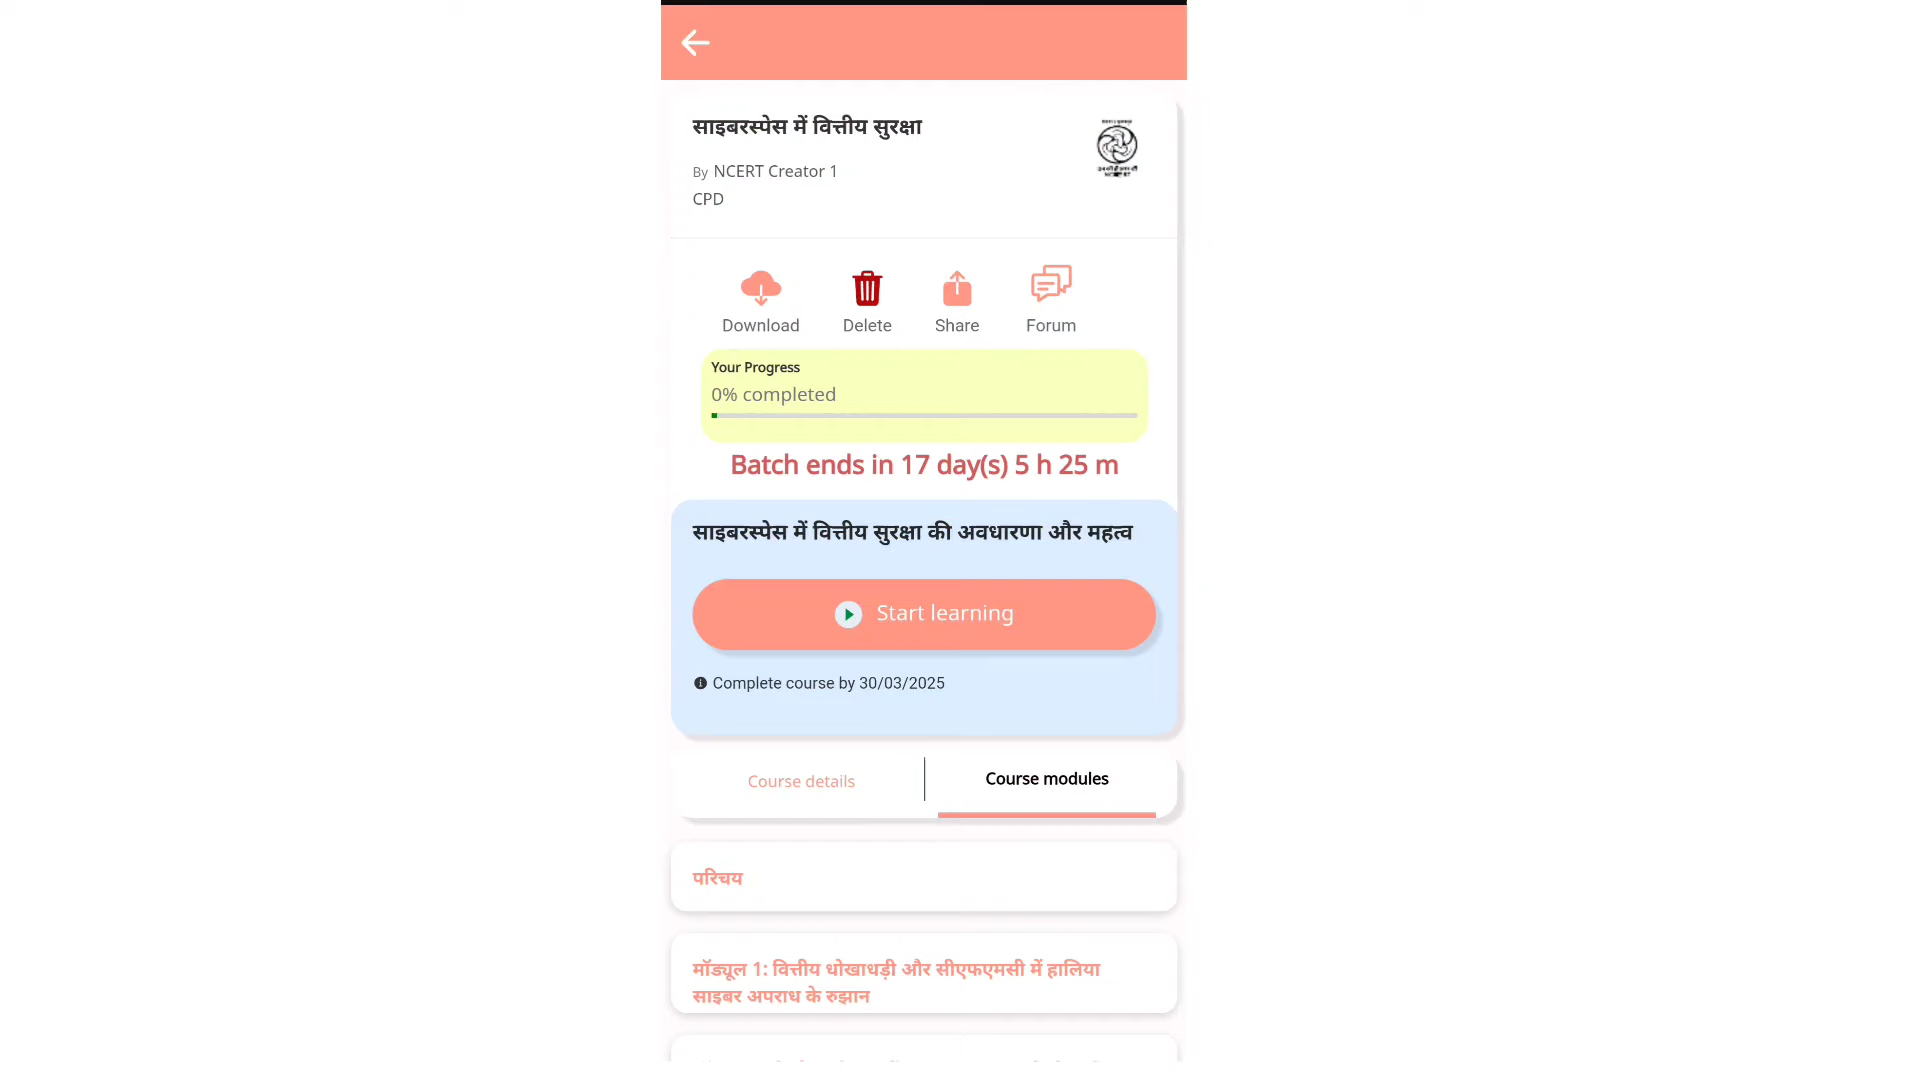 साइबरस्पेस में वित्तीय सुरक्षा
By NCERT Creator 1
CPD
Download Delete Share Forum
Your Progress
0% completed
Batch ends in 17 day(s) 5 h 25 m
साइबरस्पेस में वित्तीय सुरक्षा की अवधारणा और महत्व
Start learning
Complete course by 30/03/2025
Course details Course modules
परिचय
मॉड्यूल 1: वित्तीय धोखाधड़ी और सीएफएमसी में हालिया
साइबर अपराध के रुझान